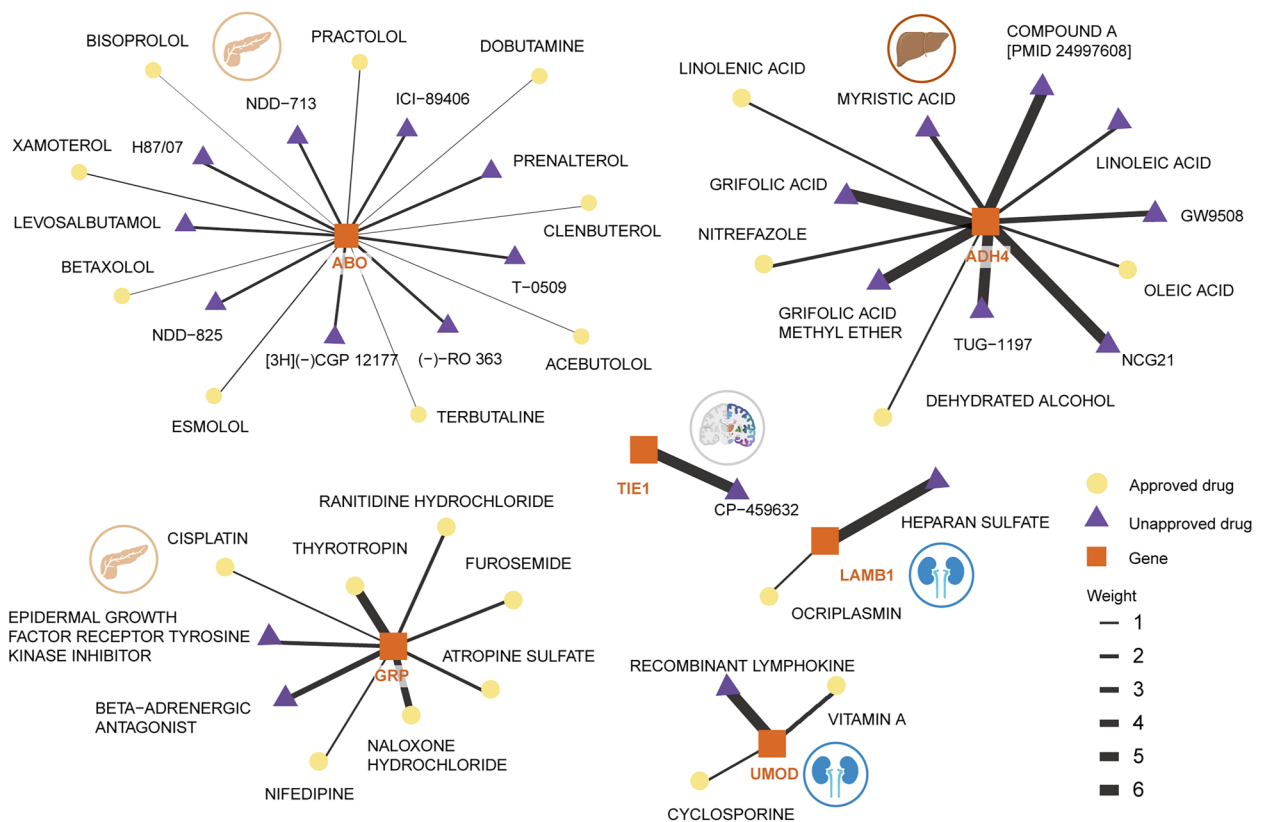 BISOPROLOL
PRACTOLOL
DOBUTAMINE
NDD−713
ICI−89406
XAMOTEROL
H87/07
PRENALTEROL
LEVOSALBUTAMOL
CLENBUTEROL
ABO
BETAXOLOL
T−0509
NDD−825
[3H](−)CGP 12177
(−)−RO 363
ACEBUTOLOL
ESMOLOL
TERBUTALINE
COMPOUND A
[PMID 24997608]
LINOLENIC ACID
MYRISTIC ACID
LINOLEIC ACID
GRIFOLIC ACID
GW9508
NITREFAZOLE
ADH4
OLEIC ACID
GRIFOLIC ACID
METHYL ETHER
TUG−1197
NCG21
DEHYDRATED ALCOHOL
TIE1
CP−459632
HEPARAN SULFATE
LAMB1
OCRIPLASMIN
RANITIDINE HYDROCHLORIDE
CISPLATIN
THYROTROPIN
FUROSEMIDE
EPIDERMAL GROWTH
FACTOR RECEPTOR TYROSINE
KINASE INHIBITOR
ATROPINE SULFATE
GRP
BETA−ADRENERGIC
ANTAGONIST
NALOXONE
HYDROCHLORIDE
NIFEDIPINE
RECOMBINANT LYMPHOKINE
VITAMIN A
UMOD
CYCLOSPORINE
Approved drug
Unapproved drug
Gene
Weight
1
2
3
4
5
6